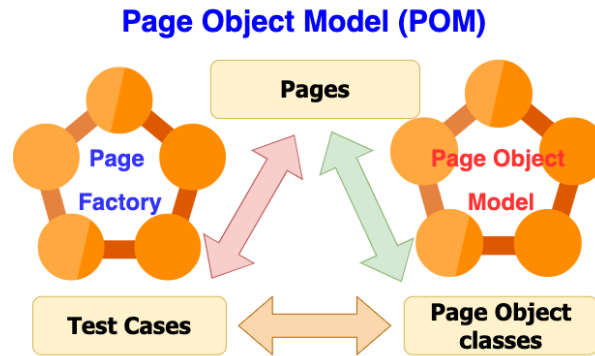 Page Object Model (POM)
Pages
Page
Factory
Page Object
Model
Test Cases
Page Object
classes